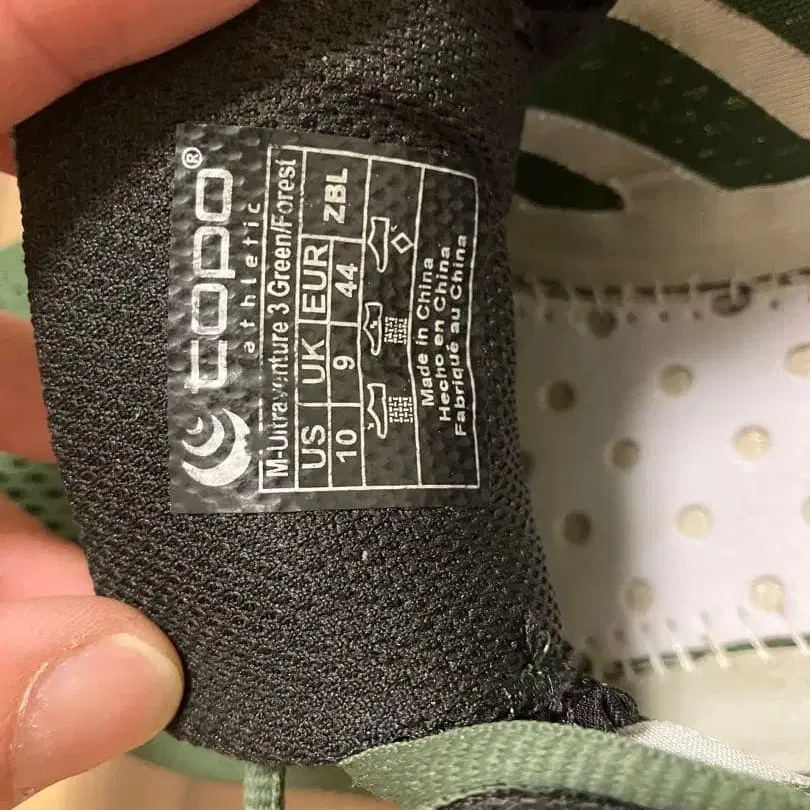 topo®
athletic
M-Ultraventure 3 Green/Forest
US UK EUR ZBL
10 9 44
Made in China
Hecho en China
Fabriqué au China